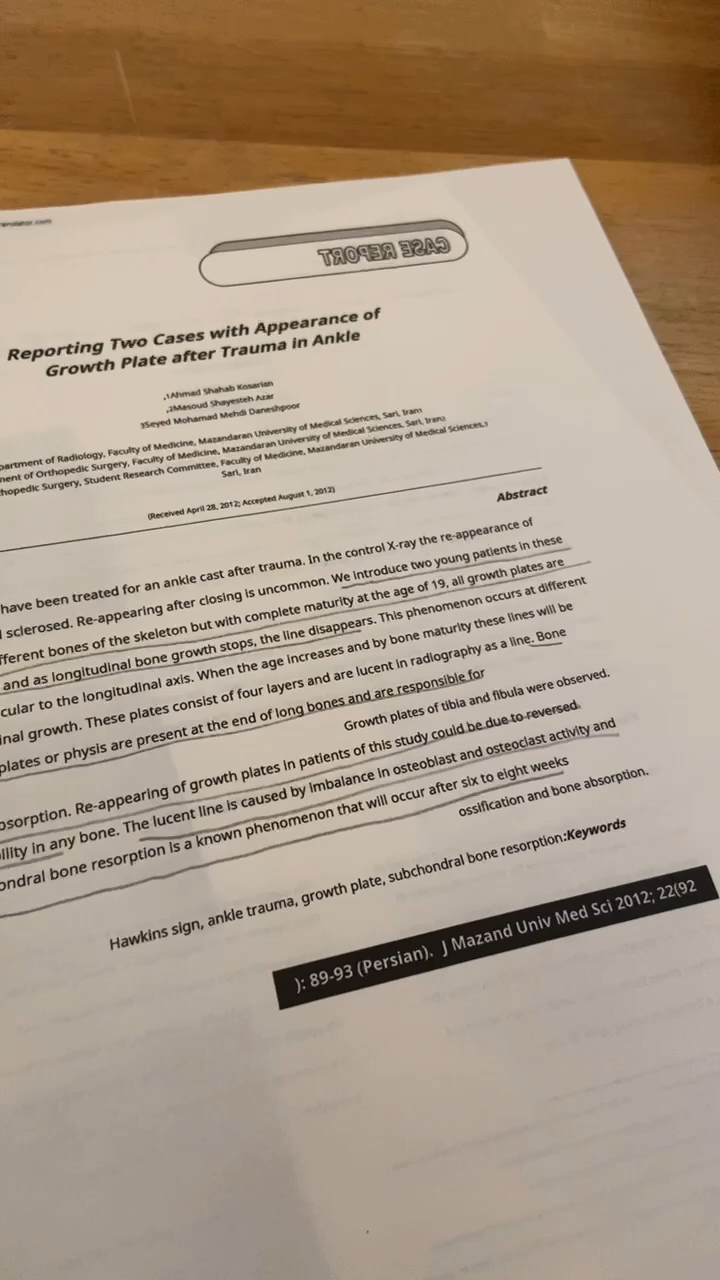 CASE REPORT
Reporting Two Cases with Appearance of
Growth Plate after Trauma in Ankle
,1Ahmad Shahab Kosarian
,2Masoud Shayesteh Azar
3Seyed Mohamad Mehdi Daneshpoor
of Radiology, Faculty of Medicine, Mazandaran University of Medical Sciences, Sari, Iran1
of Orthopedic Surgery, Faculty of Medicine, Mazandaran University of Medical Sciences, Sari, Iran2
Surgery, Student Research Committee, Faculty of Medicine, Mazandaran University of Medical Sciences,3
Sari, Iran
(Received April 28, 2012; Accepted August 1, 2012)
Abstract
have been treated for an ankle cast after trauma. In the control X-ray the re-appearance of
sclerosed. Re-appearing after closing is uncommon. We introduce two young patients in these
bones of the skeleton but with complete maturity at the age of 19, all growth plates are
and as longitudinal bone growth stops, the line disappears. This phenomenon occurs at different
to the longitudinal axis. When the age increases and by bone maturity these lines will be
growth. These plates consist of four layers and are lucent in radiography as a line. Bone
plates or physis are present at the end of long bones and are responsible for
Growth plates of tibia and fibula were observed.
Re-appearing of growth plates in patients of this study could be due to reversed
in any bone. The lucent line is caused by imbalance in osteoblast and osteoclast activity and
bone resorption is a known phenomenon that will occur after six to eight weeks
ossification and bone absorption.
Hawkins sign, ankle trauma, growth plate, subchondral bone resorption:Keywords
): 89-93 (Persian). J Mazand Univ Med Sci 2012; 22(92